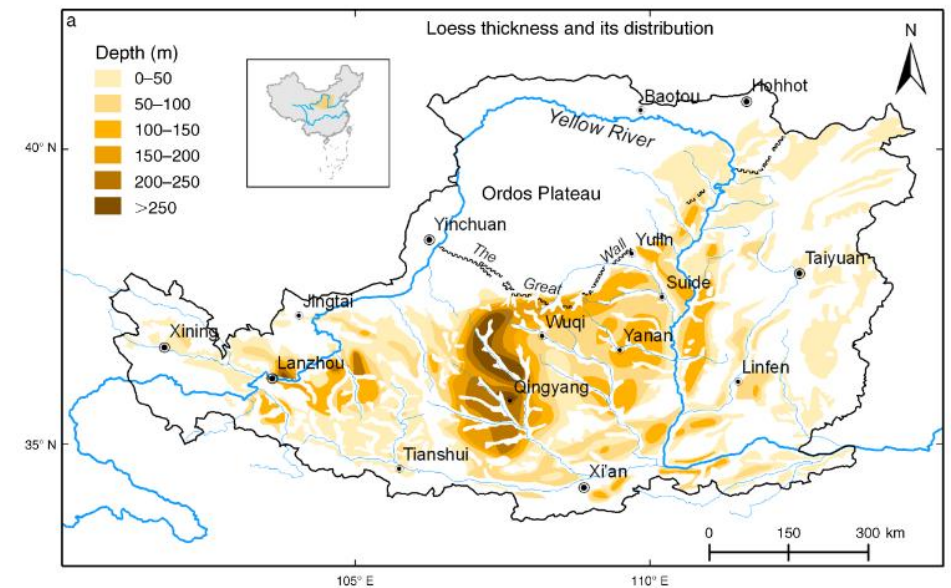 a
Loess thickness and its distribution
N
Depth (m)
0–50
50–100
100–150
150–200
200–250
>250
Baotou
Hohhot
Yellow River
40° N
Ordos Plateau
Yinchuan
The
Great
Wall
Yulin
Taiyuan
Suide
Jingtai
Wuqi
Yanan
Xining
Lanzhou
Linfen
Qingyang
35° N
Tianshui
Xi'an
0 150 300 km
105° E
110° E